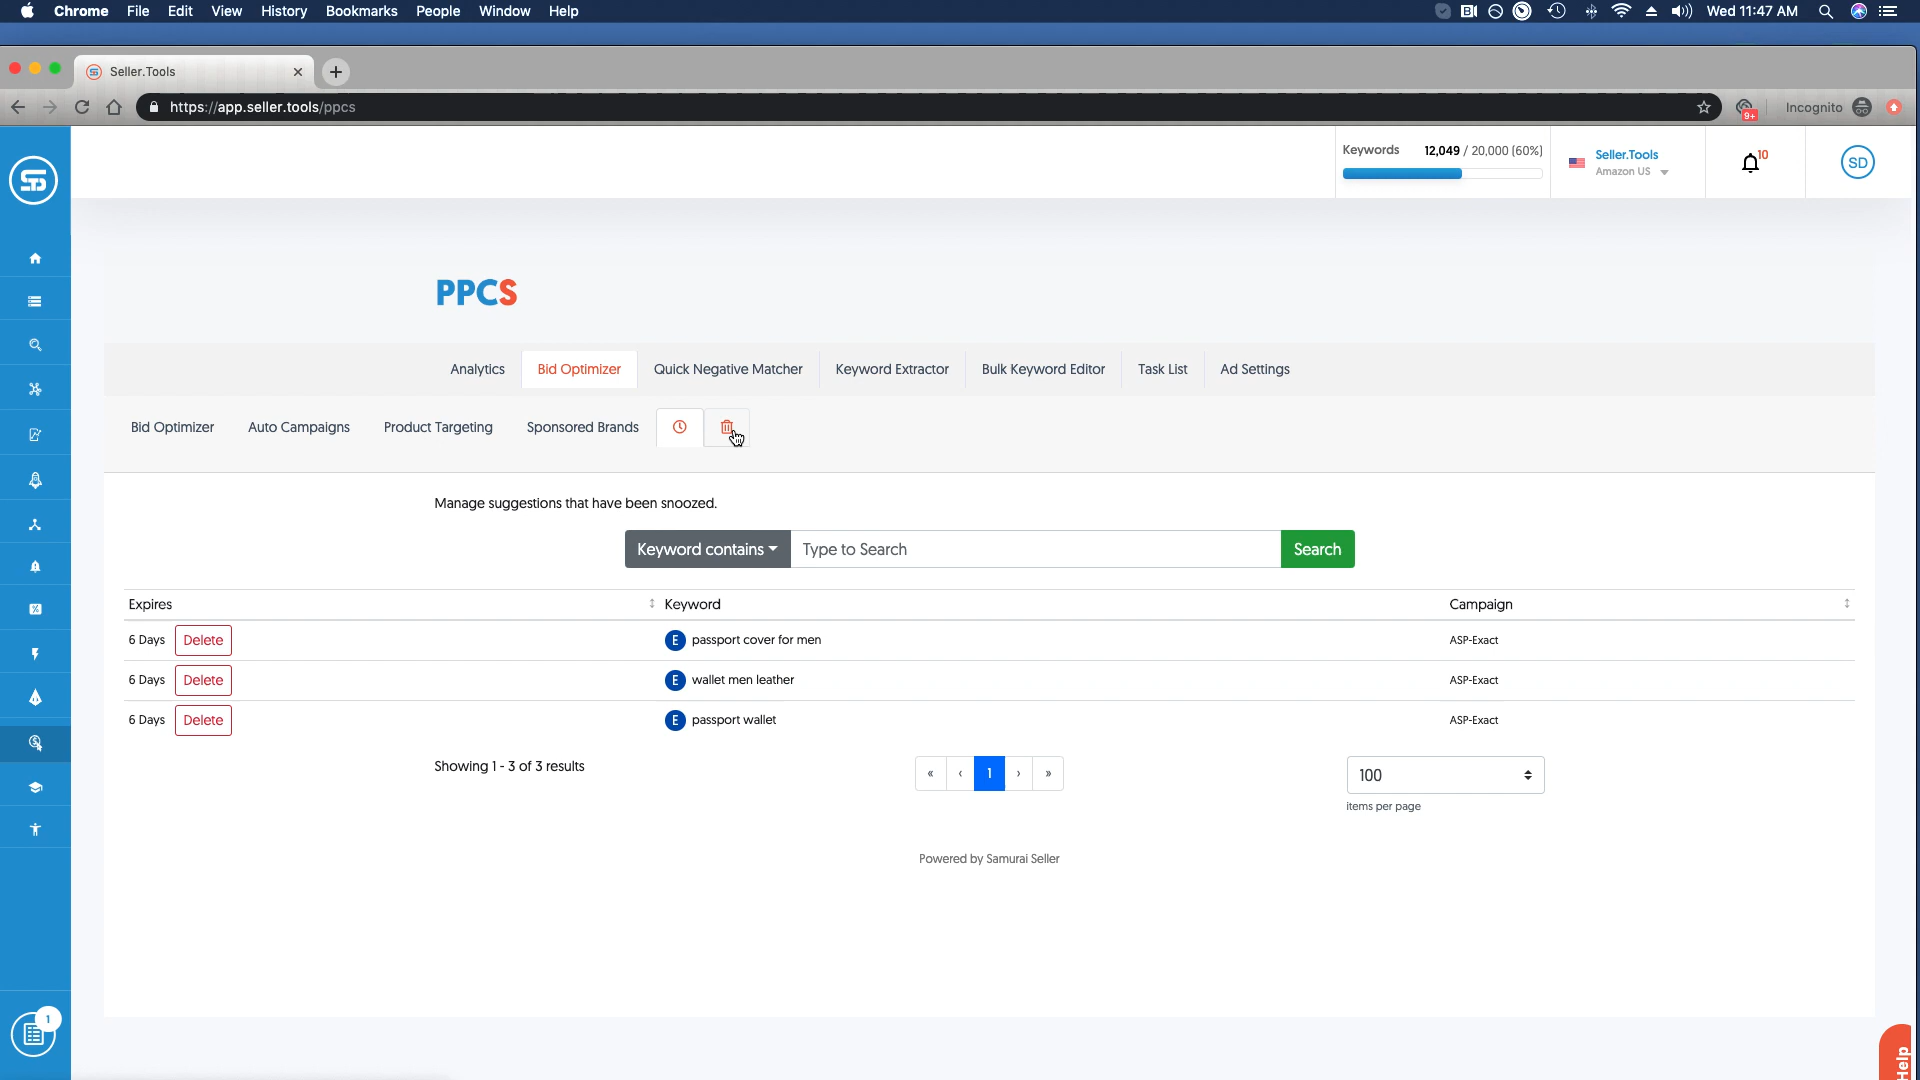 Chrome File Edit View History Bookmarks People Window Help Wed 11:47 AM
Seller.Tools
https://app.seller.tools/ppcs 9+ Incognito
Keywords 12,049 / 20,000 (60%) Seller.Tools 10 SD
Amazon US
PPCS
Analytics Bid Optimizer Quick Negative Matcher Keyword Extractor Bulk Keyword Editor Task List Ad Settings
Bid Optimizer Auto Campaigns Product Targeting Sponsored Brands
Manage suggestions that have been snoozed.
Keyword contains Type to Search Search
Expires Keyword Campaign
6 Days Delete E passport cover for men ASP-Exact
6 Days Delete E wallet men leather ASP-Exact
6 Days Delete E passport wallet ASP-Exact
Showing 1 - 3 of 3 results « ‹ 1 › » 100
items per page
Powered by Samurai Seller
1
Help